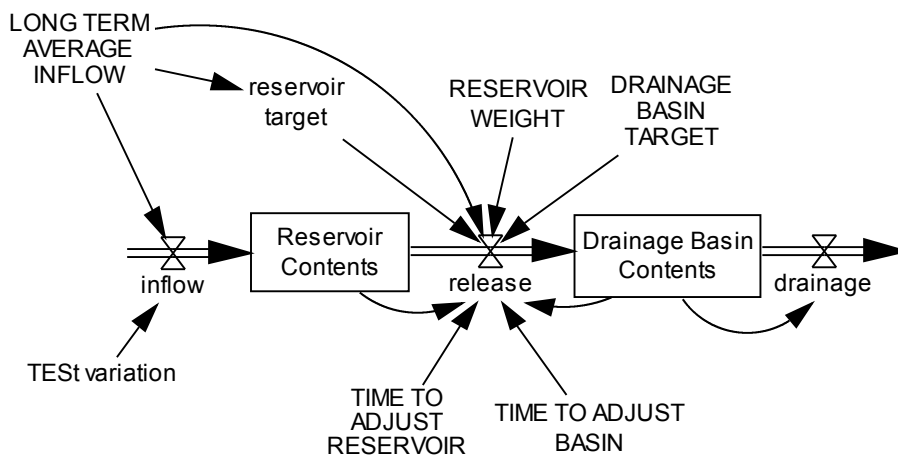 LONG TERM
AVERAGE
INFLOW
reservoir
target
RESERVOIR
WEIGHT
DRAINAGE
BASIN
TARGET
Reservoir
Contents
Drainage Basin
Contents
inflow
release
drainage
TESt variation
TIME TO
ADJUST
RESERVOIR
TIME TO ADJUST
BASIN